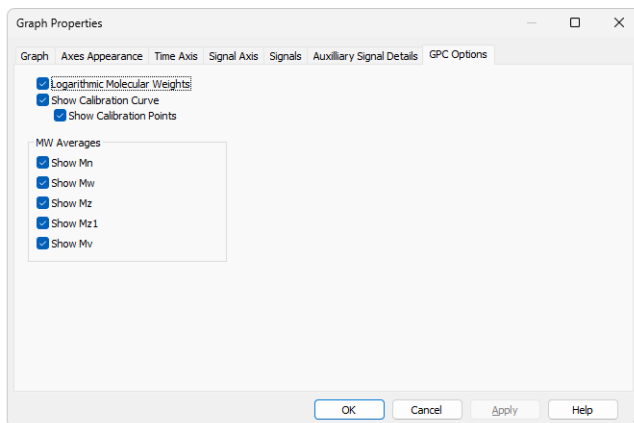 Graph Properties
Graph Axes Appearance Time Axis Signal Axis Signals Auxilliary Signal Details GPC Options
Logarithmic Molecular Weights
Show Calibration Curve
Show Calibration Points
MW Averages
Show Mn
Show Mw
Show Mz
Show Mz1
Show Mv
OK Cancel Apply Help